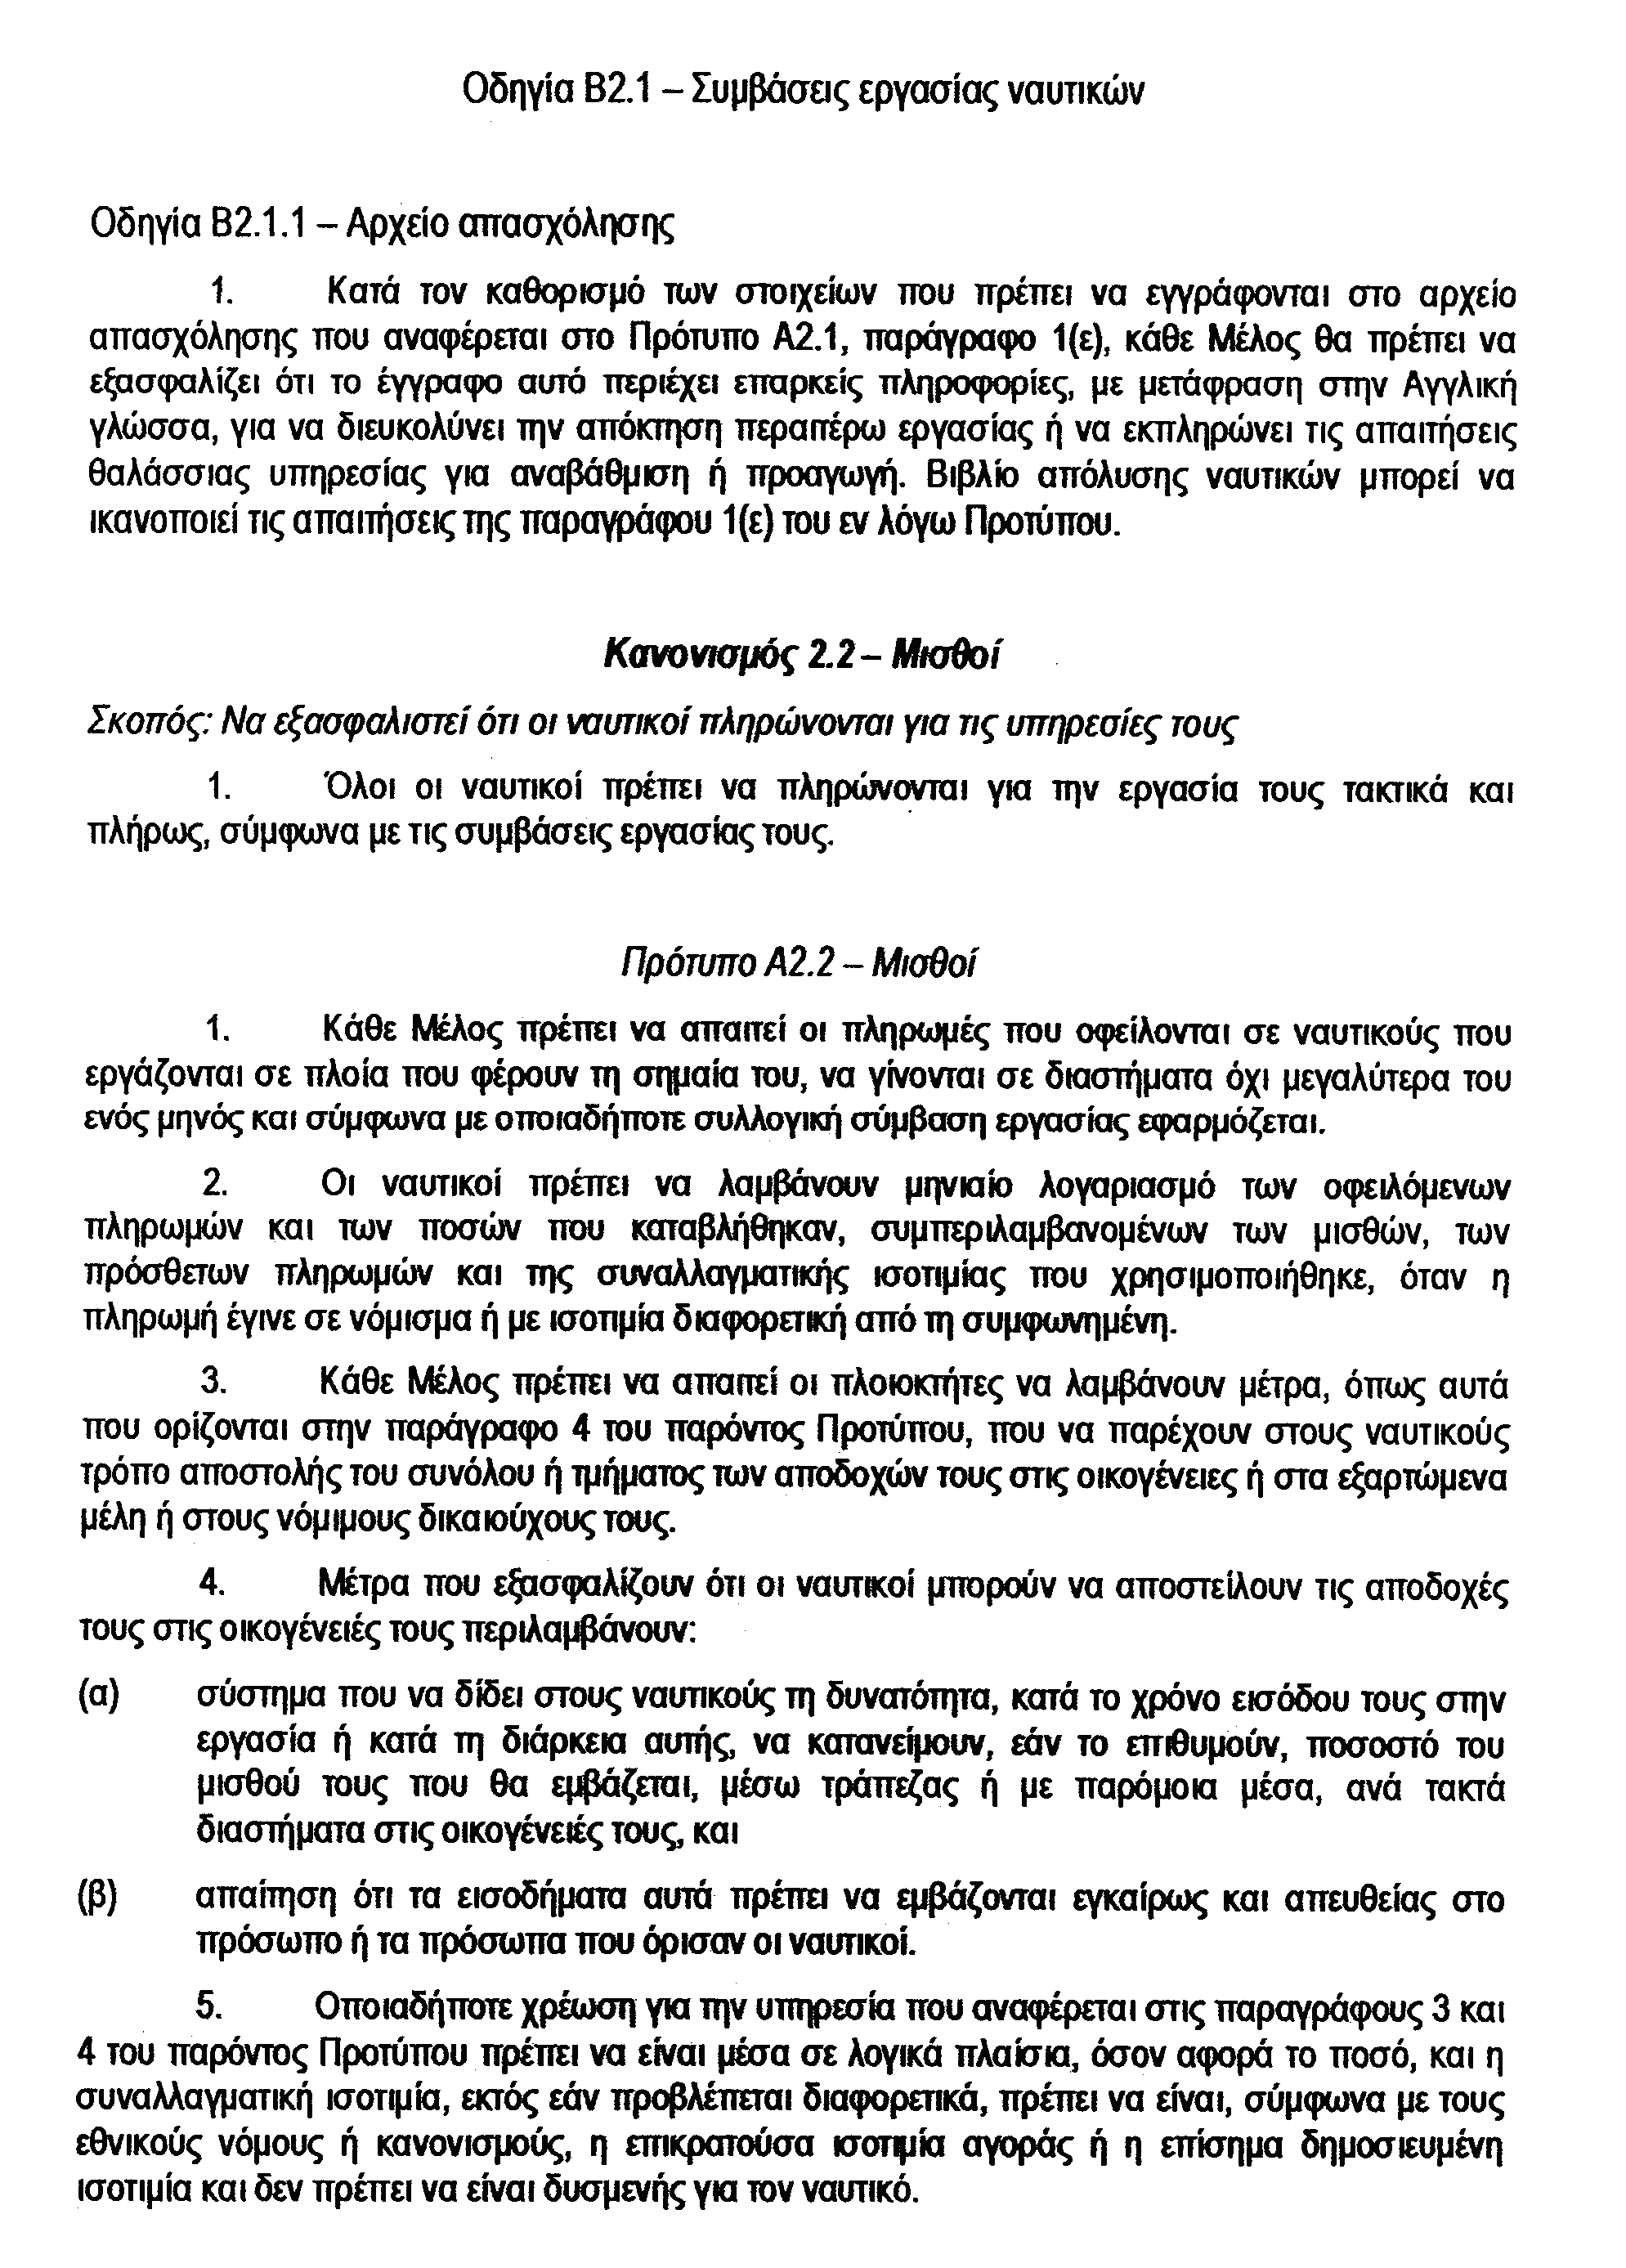 Οδηγία Β2.1 – Συμβάσεις εργασίας ναυτικών
Οδηγία Β2.1.1 – Αρχείο απασχόλησης
1. Κατά τον καθορισμό των στοιχείων που πρέπει να εγγράφονται στο αρχείο
απασχόλησης που αναφέρεται στο Πρότυπο Α2.1, παράγραφο 1(ε), κάθε Μέλος θα πρέπει να
εξασφαλίζει ότι το έγγραφο αυτό περιέχει επαρκείς πληροφορίες, με μετάφραση στην Αγγλική
γλώσσα, για να διευκολύνει την απόκτηση περαιτέρω εργασίας ή να εκπληρώνει τις απαιτήσεις
θαλάσσιας υπηρεσίας για αναβάθμιση ή προαγωγή. Βιβλίο απόλυσης ναυτικών μπορεί να
ικανοποιεί τις απαιτήσεις της παραγράφου 1(ε) του εν λόγω Προτύπου.
Κανονισμός 2.2 – Μισθοί
Σκοπός: Να εξασφαλιστεί ότι οι ναυτικοί πληρώνονται για τις υπηρεσίες τους
1. Όλοι οι ναυτικοί πρέπει να πληρώνονται για την εργασία τους τακτικά και
πλήρως, σύμφωνα με τις συμβάσεις εργασίας τους.
Πρότυπο Α2.2 – Μισθοί
1. Κάθε Μέλος πρέπει να απαιτεί οι πληρωμές που οφείλονται σε ναυτικούς που
εργάζονται σε πλοία που φέρουν τη σημαία του, να γίνονται σε διαστήματα όχι μεγαλύτερα του
ενός μηνός και σύμφωνα με οποιαδήποτε συλλογική σύμβαση εργασίας εφαρμόζεται.
2. Οι ναυτικοί πρέπει να λαμβάνουν μηνιαίο λογαριασμό των οφειλόμενων
πληρωμών και των ποσών που καταβλήθηκαν, συμπεριλαμβανομένων των μισθών, των
πρόσθετων πληρωμών και της συναλλαγματικής ισοτιμίας που χρησιμοποιήθηκε, όταν η
πληρωμή έγινε σε νόμισμα ή με ισοτιμία διαφορετική από τη συμφωνημένη.
3. Κάθε Μέλος πρέπει να απαιτεί οι πλοιοκτήτες να λαμβάνουν μέτρα, όπως αυτά
που ορίζονται στην παράγραφο 4 του παρόντος Προτύπου, που να παρέχουν στους ναυτικούς
τρόπο αποστολής του συνόλου ή τμήματος των αποδοχών τους στις οικογένειες ή στα εξαρτώμενα
μέλη ή στους νόμιμους δικαιούχους τους.
4. Μέτρα που εξασφαλίζουν ότι οι ναυτικοί μπορούν να αποστείλουν τις αποδοχές
τους στις οικογένειές τους περιλαμβάνουν:
(α) σύστημα που να δίδει στους ναυτικούς τη δυνατότητα, κατά το χρόνο εισόδου τους στην
εργασία ή κατά τη διάρκεια αυτής, να κατανείμουν, εάν το επιθυμούν, ποσοστό του
μισθού τους που θα εμβάζεται, μέσω τράπεζας ή με παρόμοια μέσα, ανά τακτά
διαστήματα στις οικογένειές τους, και
(β) απαίτηση ότι τα εισοδήματα αυτά πρέπει να εμβάζονται εγκαίρως και απευθείας στο
πρόσωπο ή τα πρόσωπα που όρισαν οι ναυτικοί.
5. Οποιαδήποτε χρέωση για την υπηρεσία που αναφέρεται στις παραγράφους 3 και
4 του παρόντος Προτύπου πρέπει να είναι μέσα σε λογικά πλαίσια, όσον αφορά το ποσό, και η
συναλλαγματική ισοτιμία, εκτός εάν προβλέπεται διαφορετικά, πρέπει να είναι, σύμφωνα με τους
εθνικούς νόμους ή κανονισμούς, η επικρατούσα ισοτιμία αγοράς ή η επίσημα δημοσιευμένη
ισοτιμία και δεν πρέπει να είναι δυσμενής για τον ναυτικό.